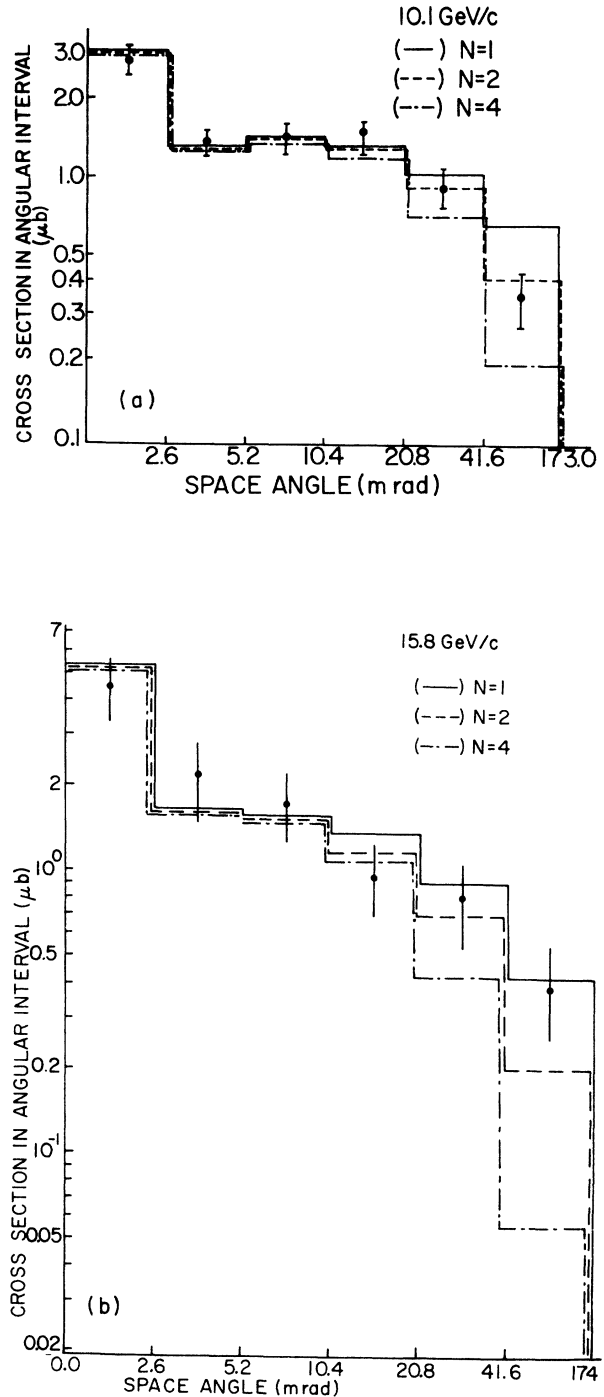 10.1 GeV/c
(—) N=1
(---) N=2
(-·-·-) N=4
CROSS SECTION IN ANGULAR INTERVAL
(μb)
3.0
2.0
1.0
0.5
0.4
0.3
0.2
0.1
(a)
2.6 5.2 10.4 20.8 41.6 173.0
SPACE ANGLE (m rad)
15.8 GeV/c
(—) N=1
(---) N=2
(-·-·-) N=4
CROSS SECTION IN ANGULAR INTERVAL (μb)
7
2
10⁰
0.5
0.2
10⁻¹
0.05
0.02
(b)
0.0 2.6 5.2 10.4 20.8 41.6 174
SPACE ANGLE (mrad)